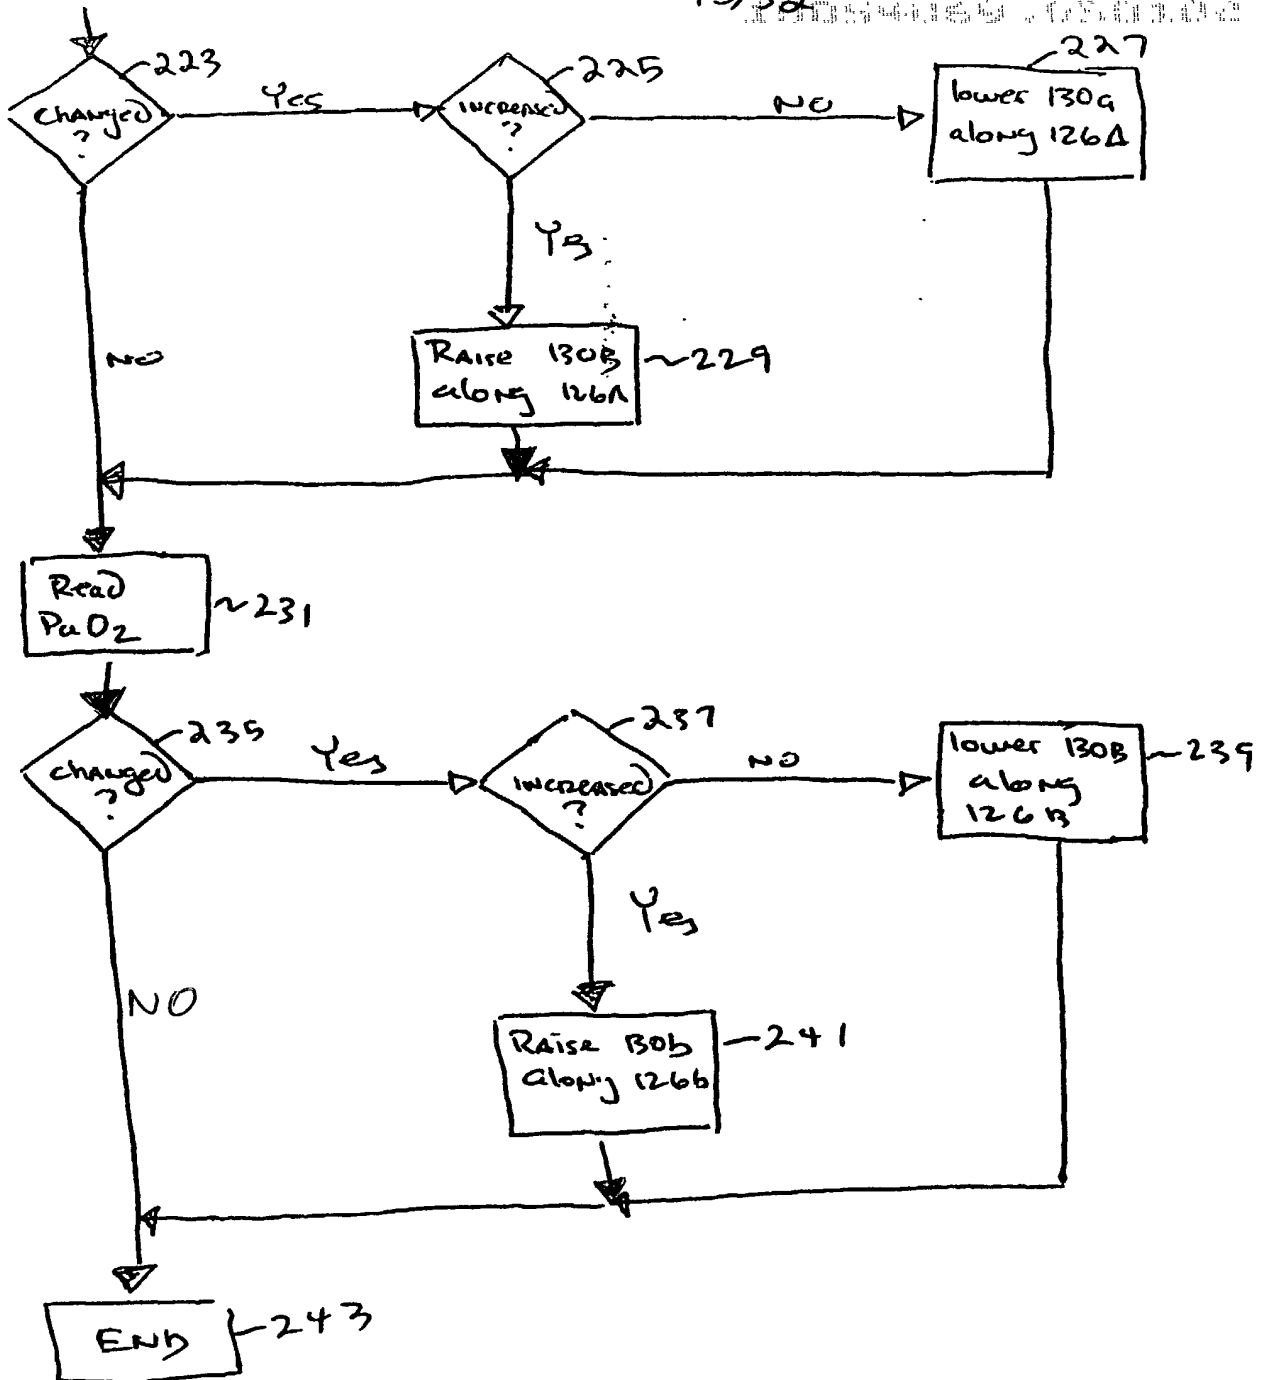 223
Changed
?
Yes
225
INCREASED
?
NO
227
lower 130a
along 126A
Yes
NO
RAise 130B
along 126A
~229
Read
PaO2
~231
235
changed
?
Yes
237
INCREASED
?
NO
lower 130B
along
126B
~239
Yes
NO
RAise 130b
along 126b
241
END
243